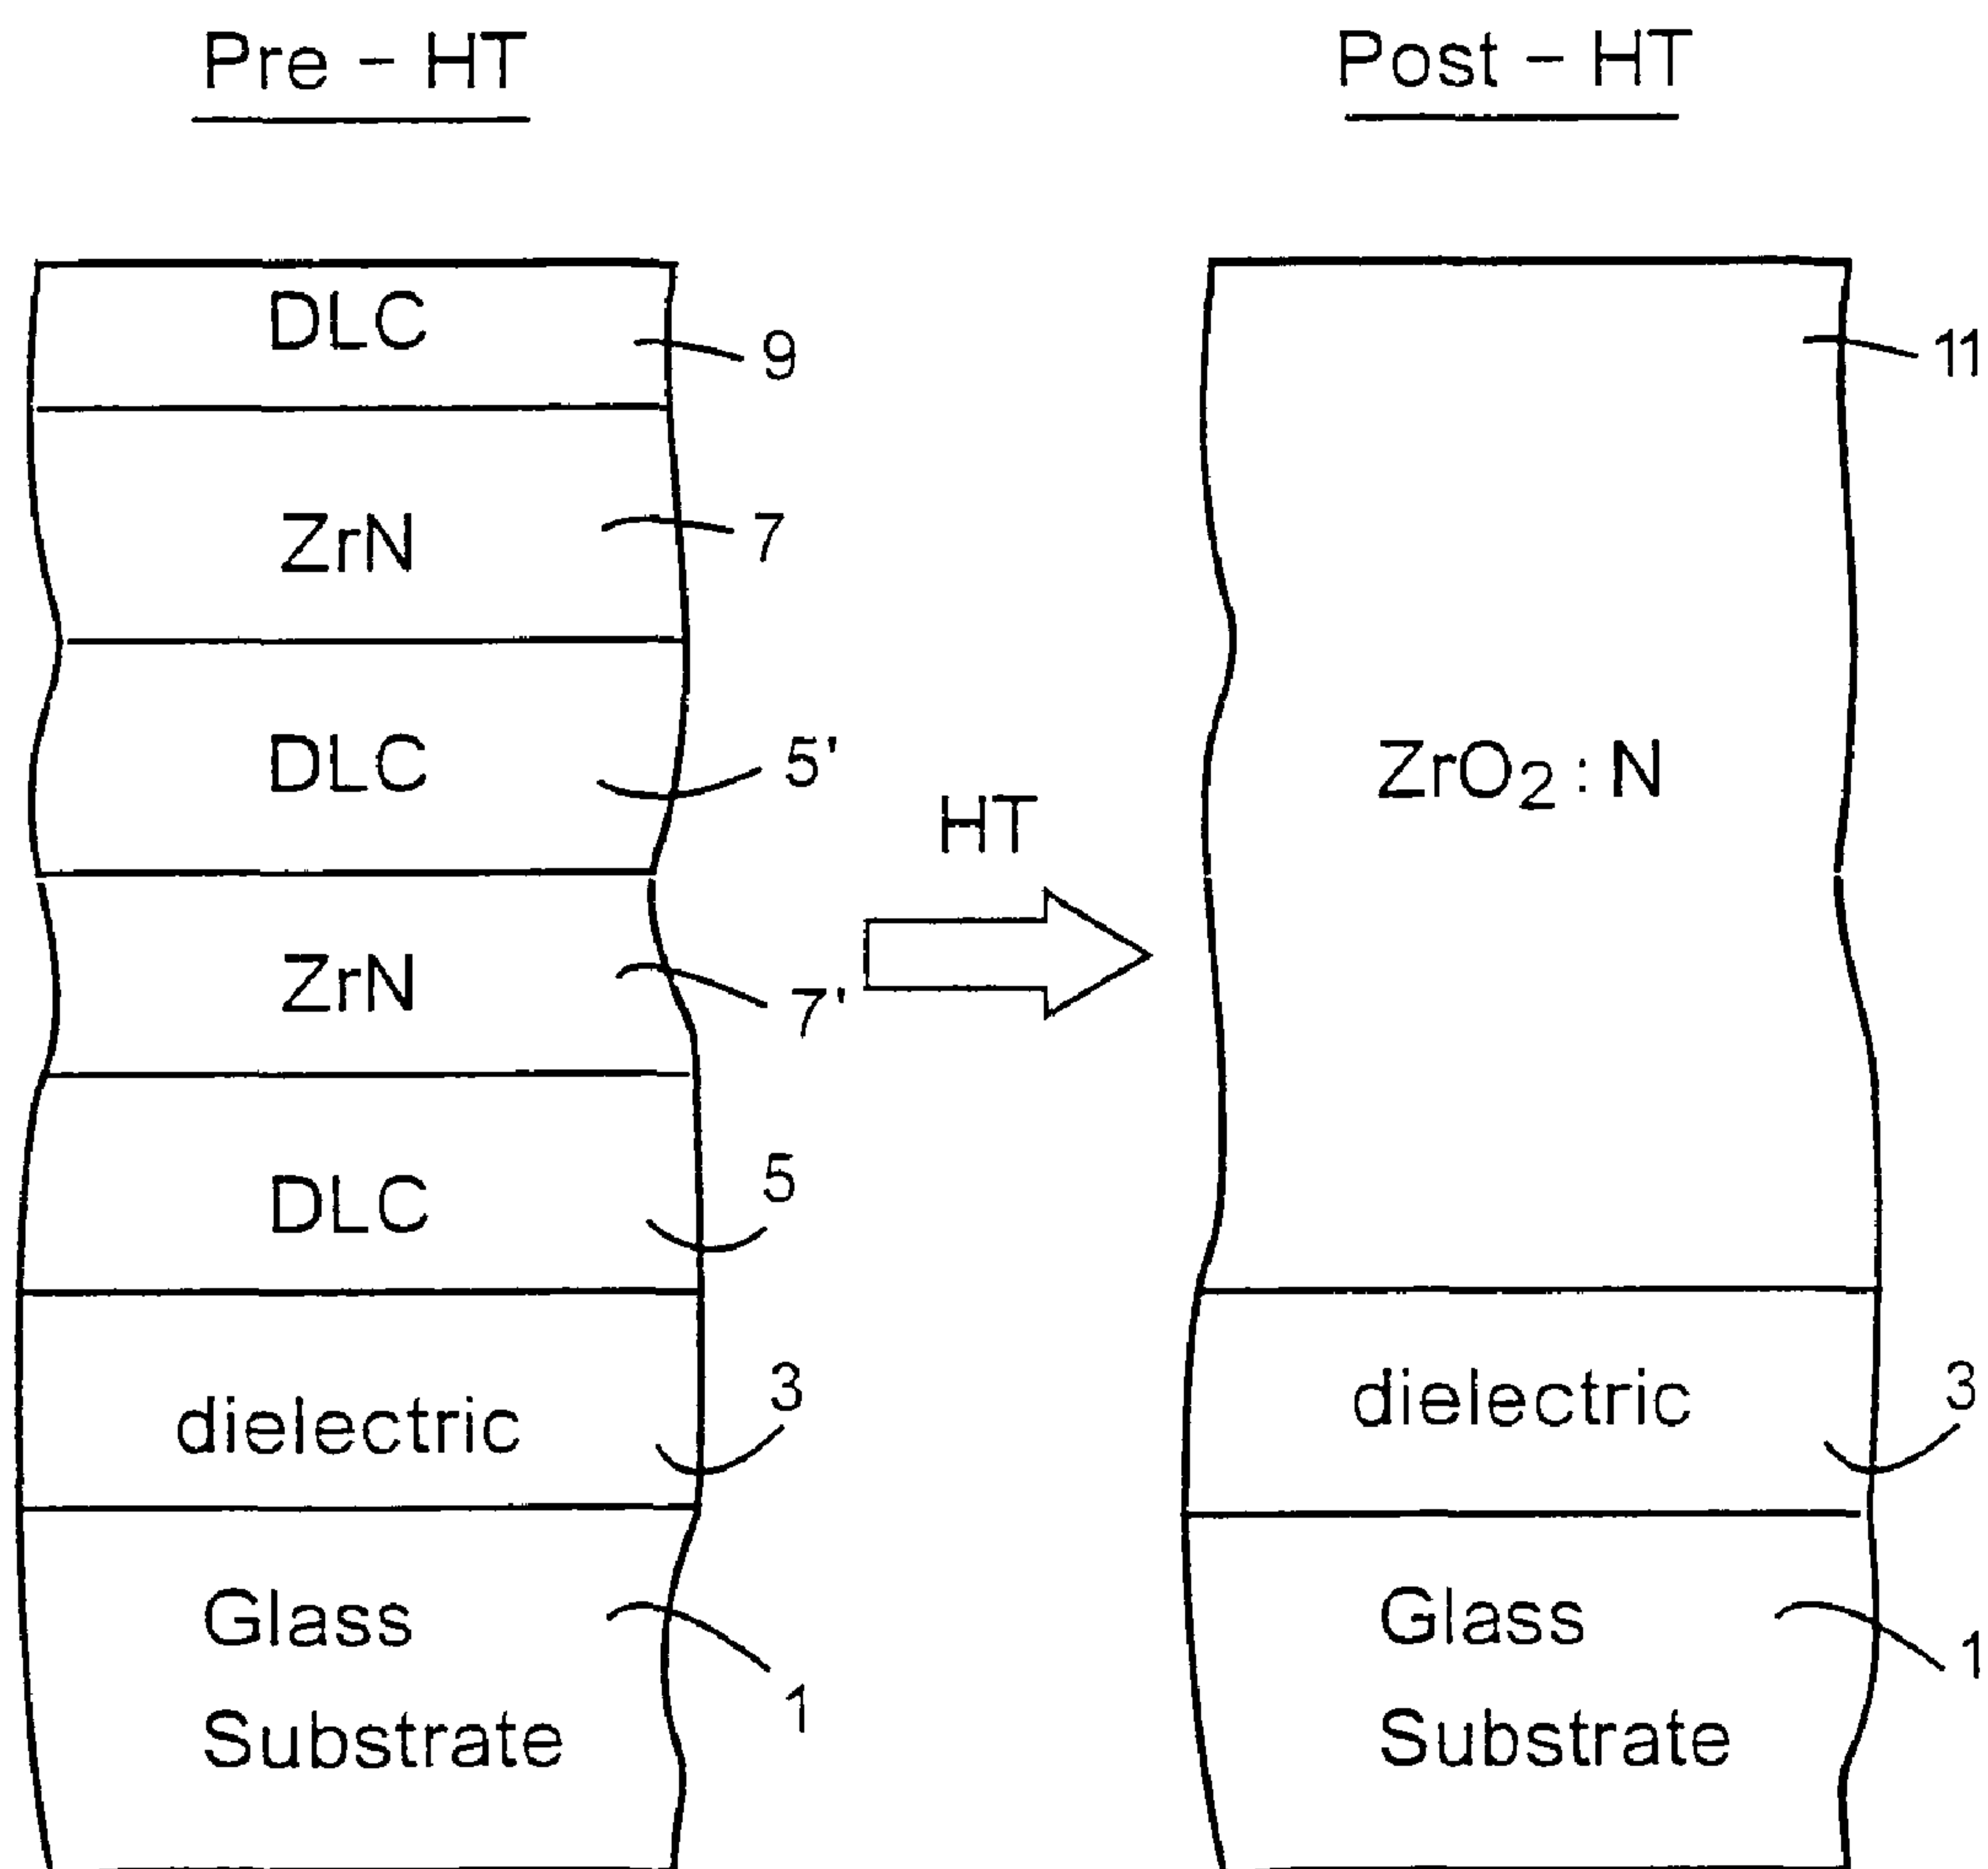 Pre – HT
DLC
9
ZrN
7
DLC
5'
ZrN
7'
DLC
5
dielectric
3
Glass
Substrate
1
HT
Post – HT
11
ZrO₂ : N
dielectric
3
Glass
Substrate
1